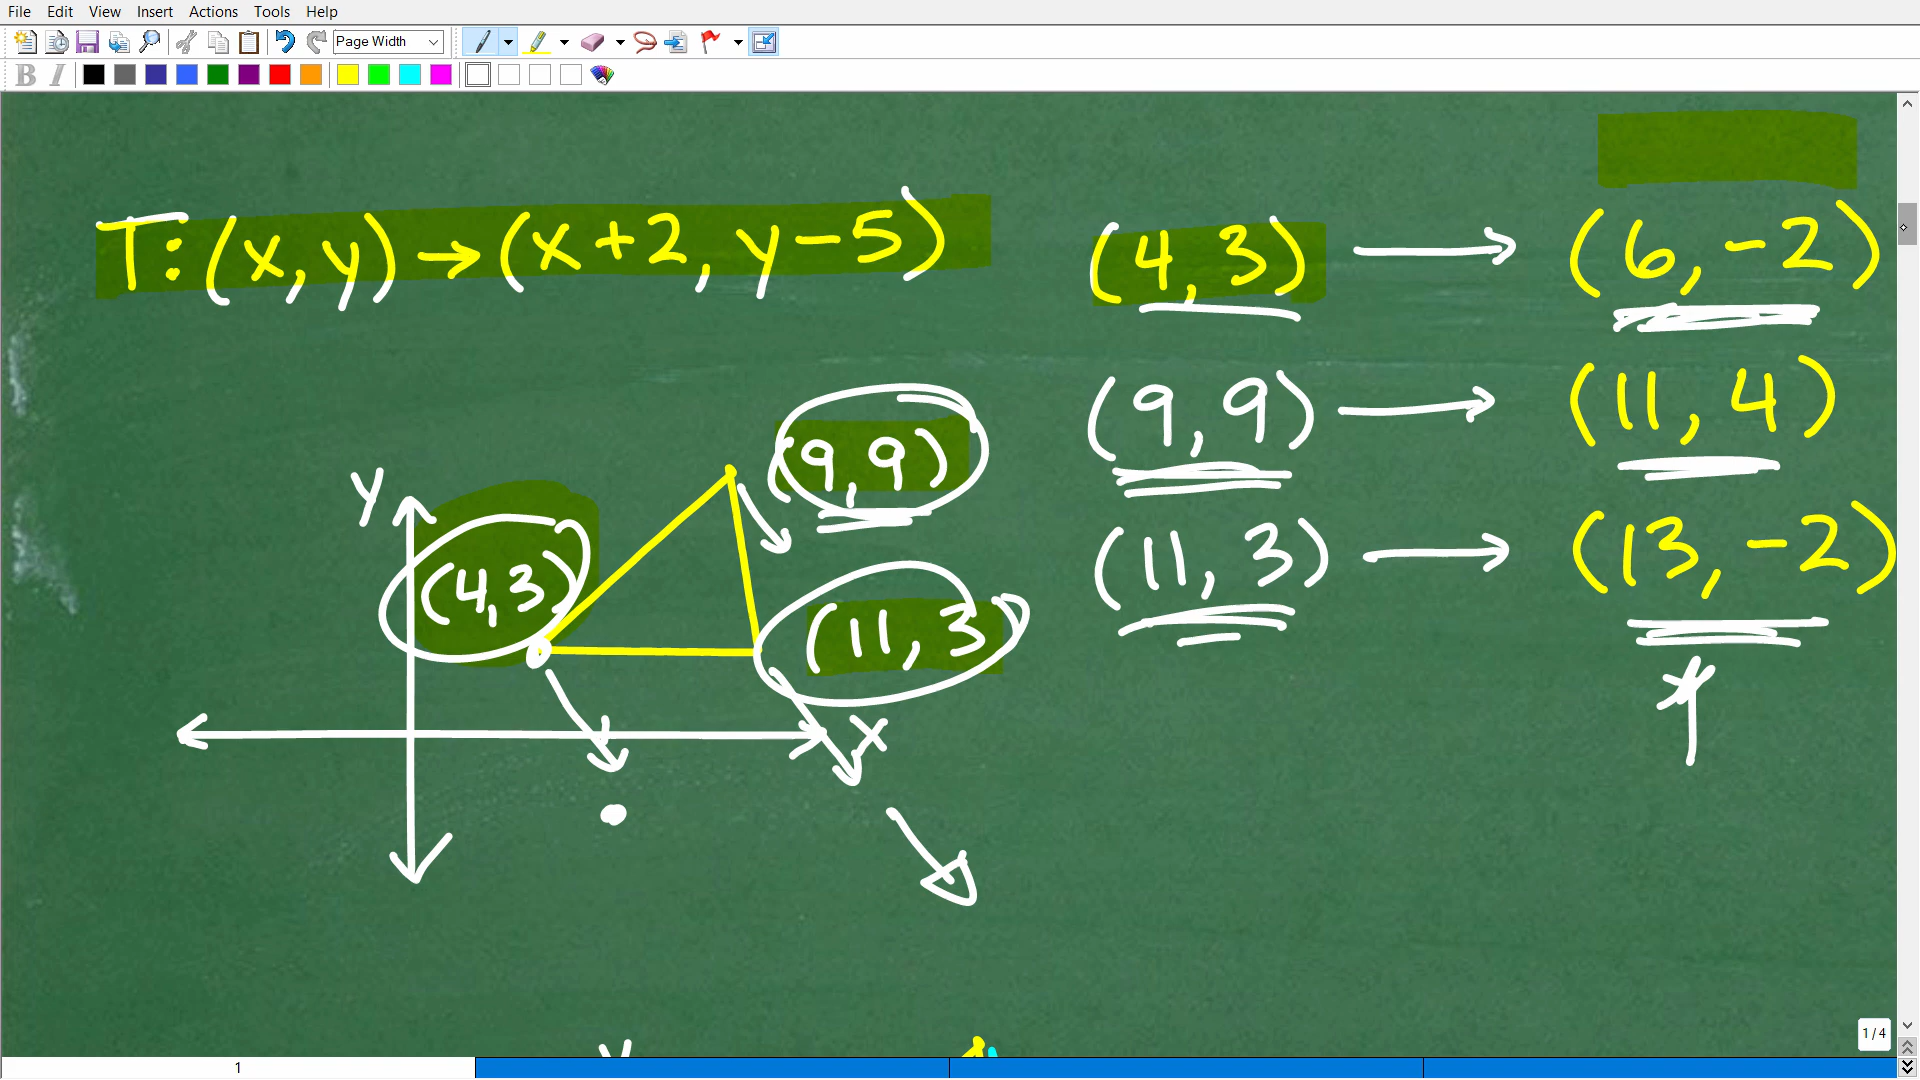 File Edit View Insert Actions Tools Help
Page Width
B I
T: (x, y) → (x+2, y-5)
(4, 3) → (6, -2)
(9, 9) → (11, 4)
(11, 3) → (13, -2)
y
(9, 9)
(4, 3)
(11, 3)
x
1 / 4
1